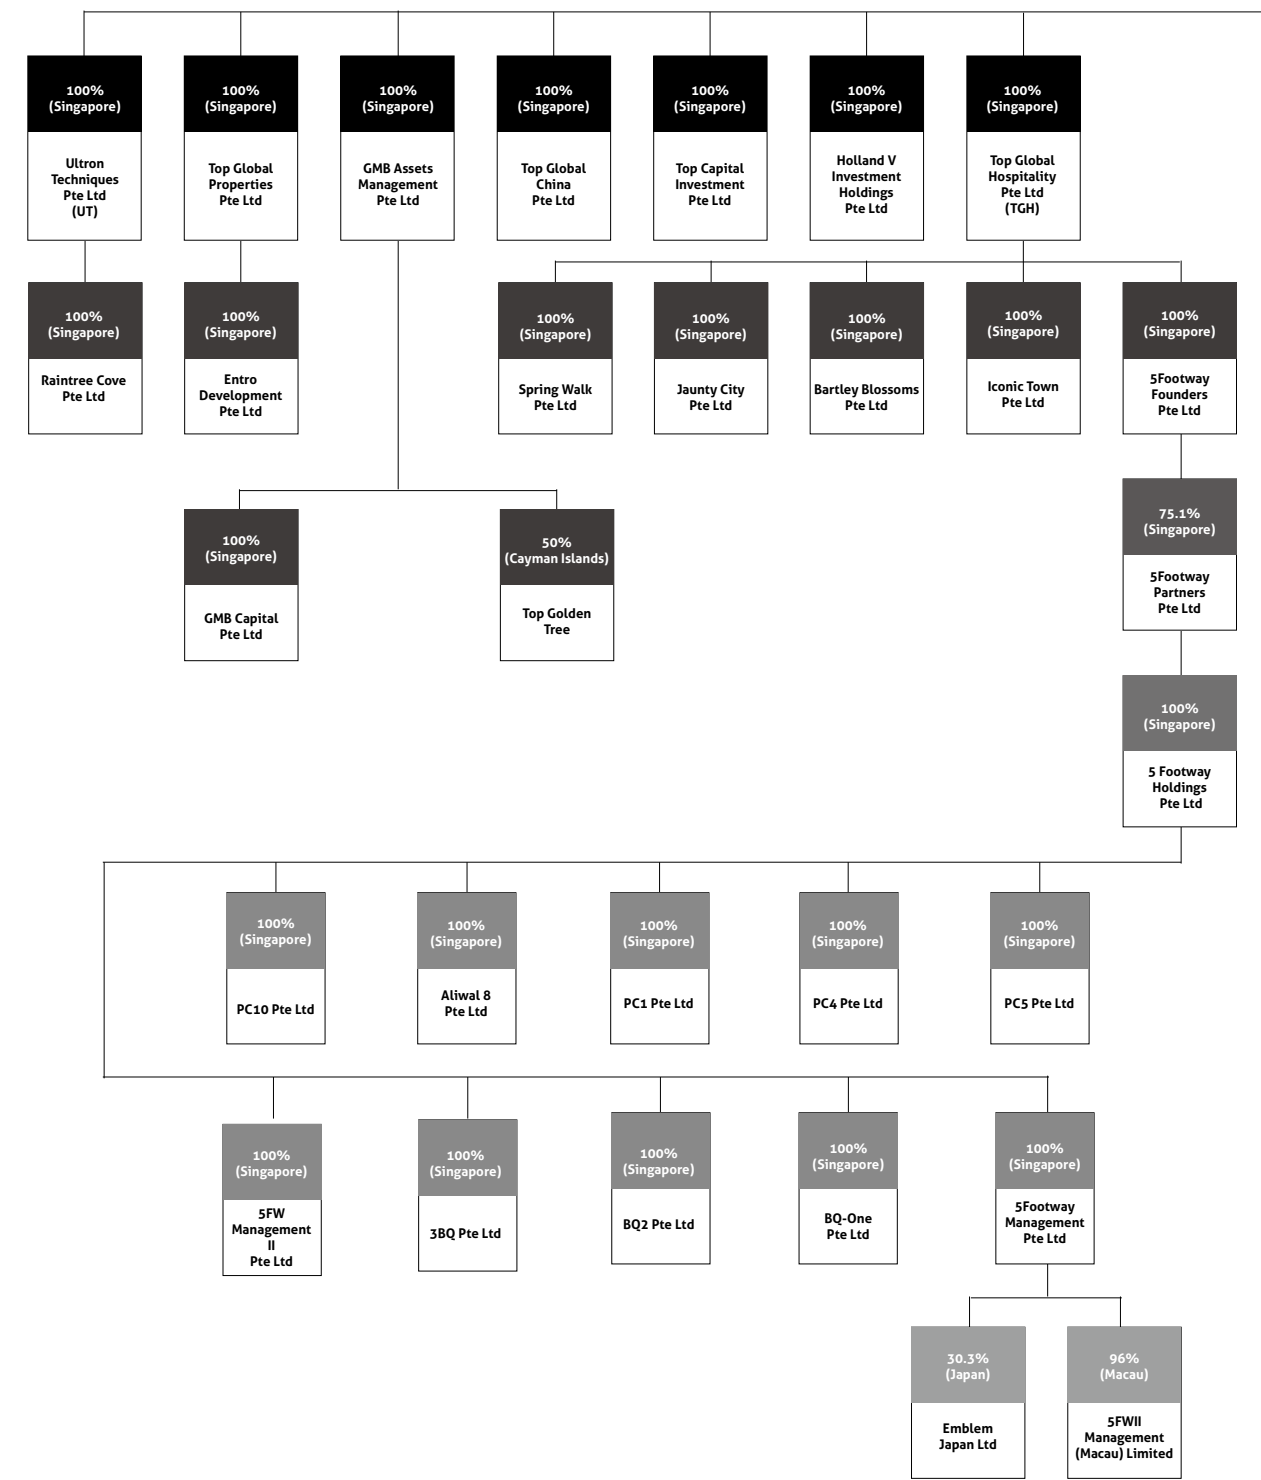 100%
(Singapore)
Ultron
Techniques
Pte Ltd
(UT)
100%
(Singapore)
Top Global
Properties
Pte Ltd
100%
(Singapore)
GMB Assets
Management
Pte Ltd
100%
(Singapore)
Top Global
China
Pte Ltd
100%
(Singapore)
Top Capital
Investment
Pte Ltd
100%
(Singapore)
Holland V
Investment
Holdings
Pte Ltd
100%
(Singapore)
Top Global
Hospitality
Pte Ltd
(TGH)
100%
(Singapore)
Raintree Cove
Pte Ltd
100%
(Singapore)
Entro
Development
Pte Ltd
100%
(Singapore)
Spring Walk
Pte Ltd
100%
(Singapore)
Jaunty City
Pte Ltd
100%
(Singapore)
Bartley Blossoms
Pte Ltd
100%
(Singapore)
Iconic Town
Pte Ltd
100%
(Singapore)
5Footway
Founders
Pte Ltd
100%
(Singapore)
GMB Capital
Pte Ltd
50%
(Cayman Islands)
Top Golden
Tree
75.1%
(Singapore)
5Footway
Partners
Pte Ltd
100%
(Singapore)
5 Footway
Holdings
Pte Ltd
100%
(Singapore)
PC10 Pte Ltd
100%
(Singapore)
Aliwal 8
Pte Ltd
100%
(Singapore)
PC1 Pte Ltd
100%
(Singapore)
PC4 Pte Ltd
100%
(Singapore)
PC5 Pte Ltd
100%
(Singapore)
5FW
Management
II
Pte Ltd
100%
(Singapore)
3BQ Pte Ltd
100%
(Singapore)
BQ2 Pte Ltd
100%
(Singapore)
BQ-One
Pte Ltd
100%
(Singapore)
5Footway
Management
Pte Ltd
30.3%
(Japan)
Emblem
Japan Ltd
96%
(Macau)
5FWII
Management
(Macau) Limited